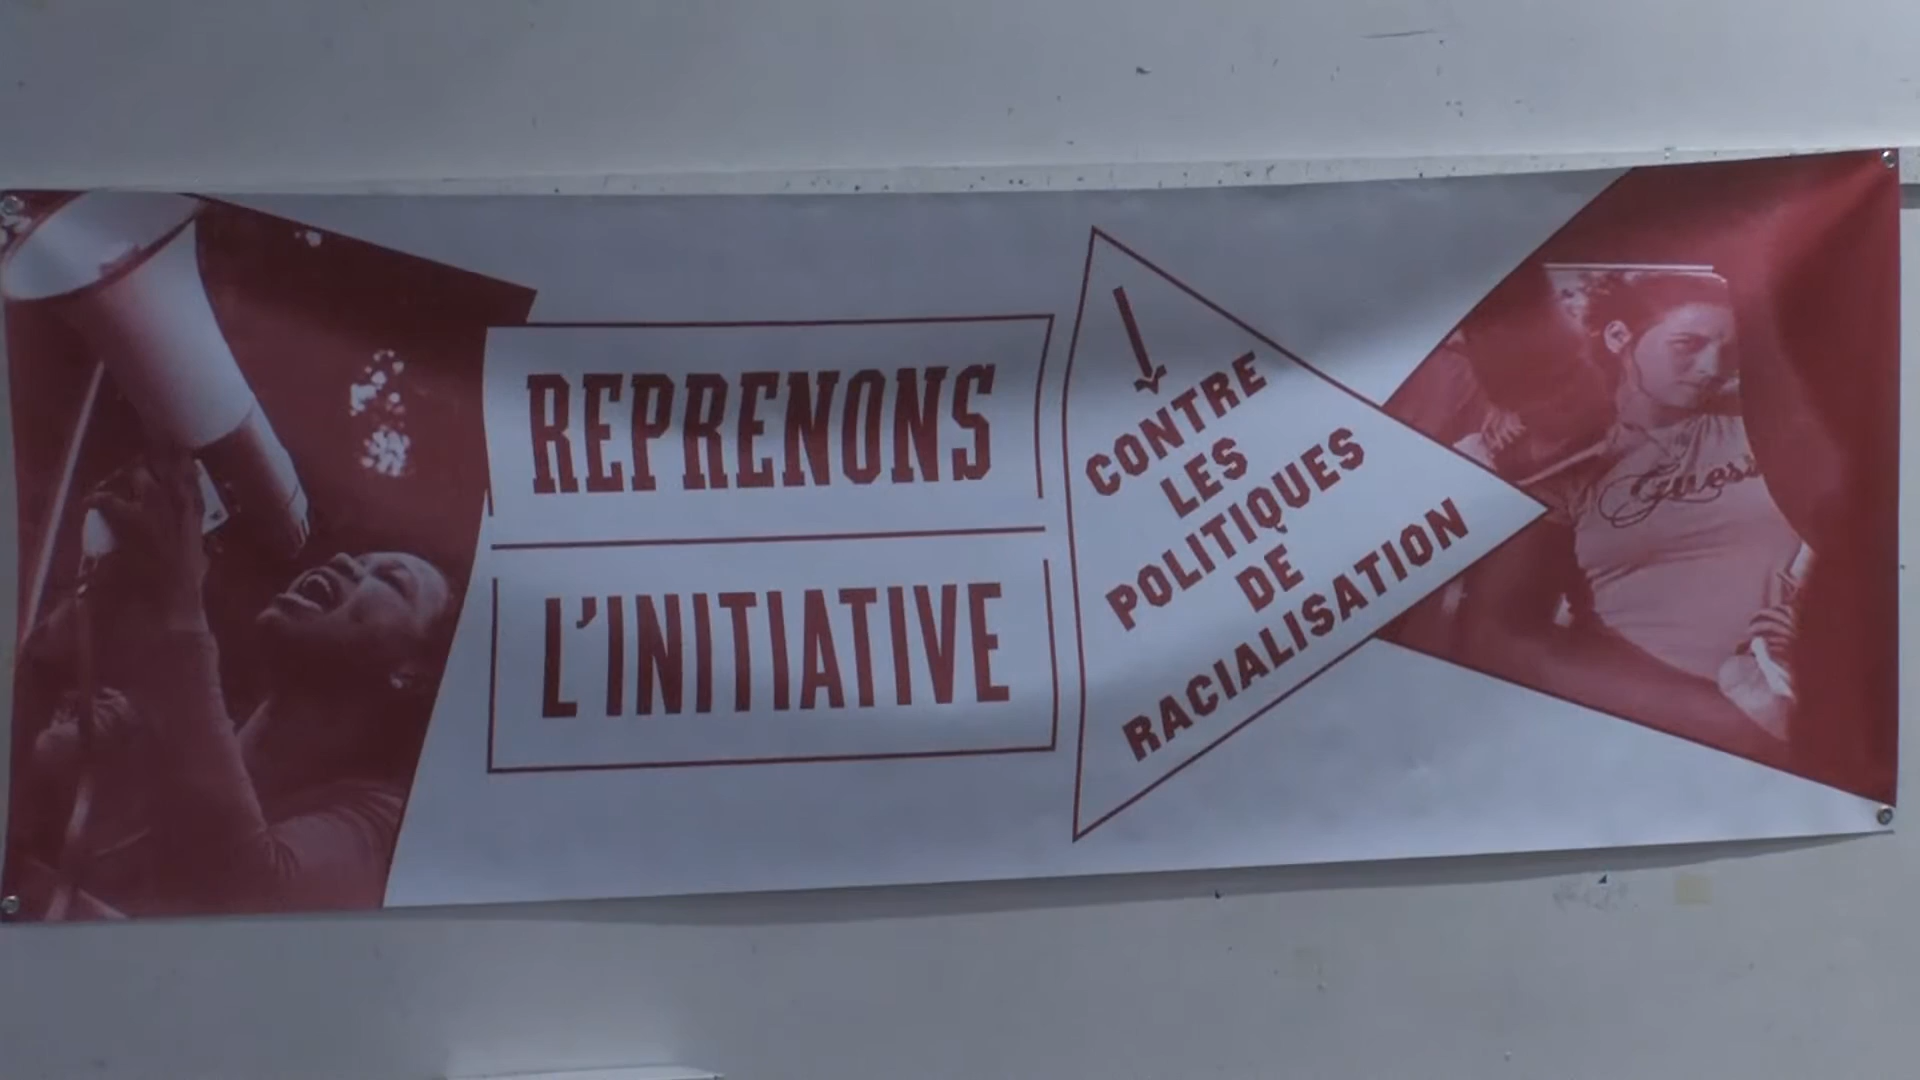 REPRENONS
L'INITIATIVE
CONTRE
LES
POLITIQUES
DE
RACIALISATION
Guess